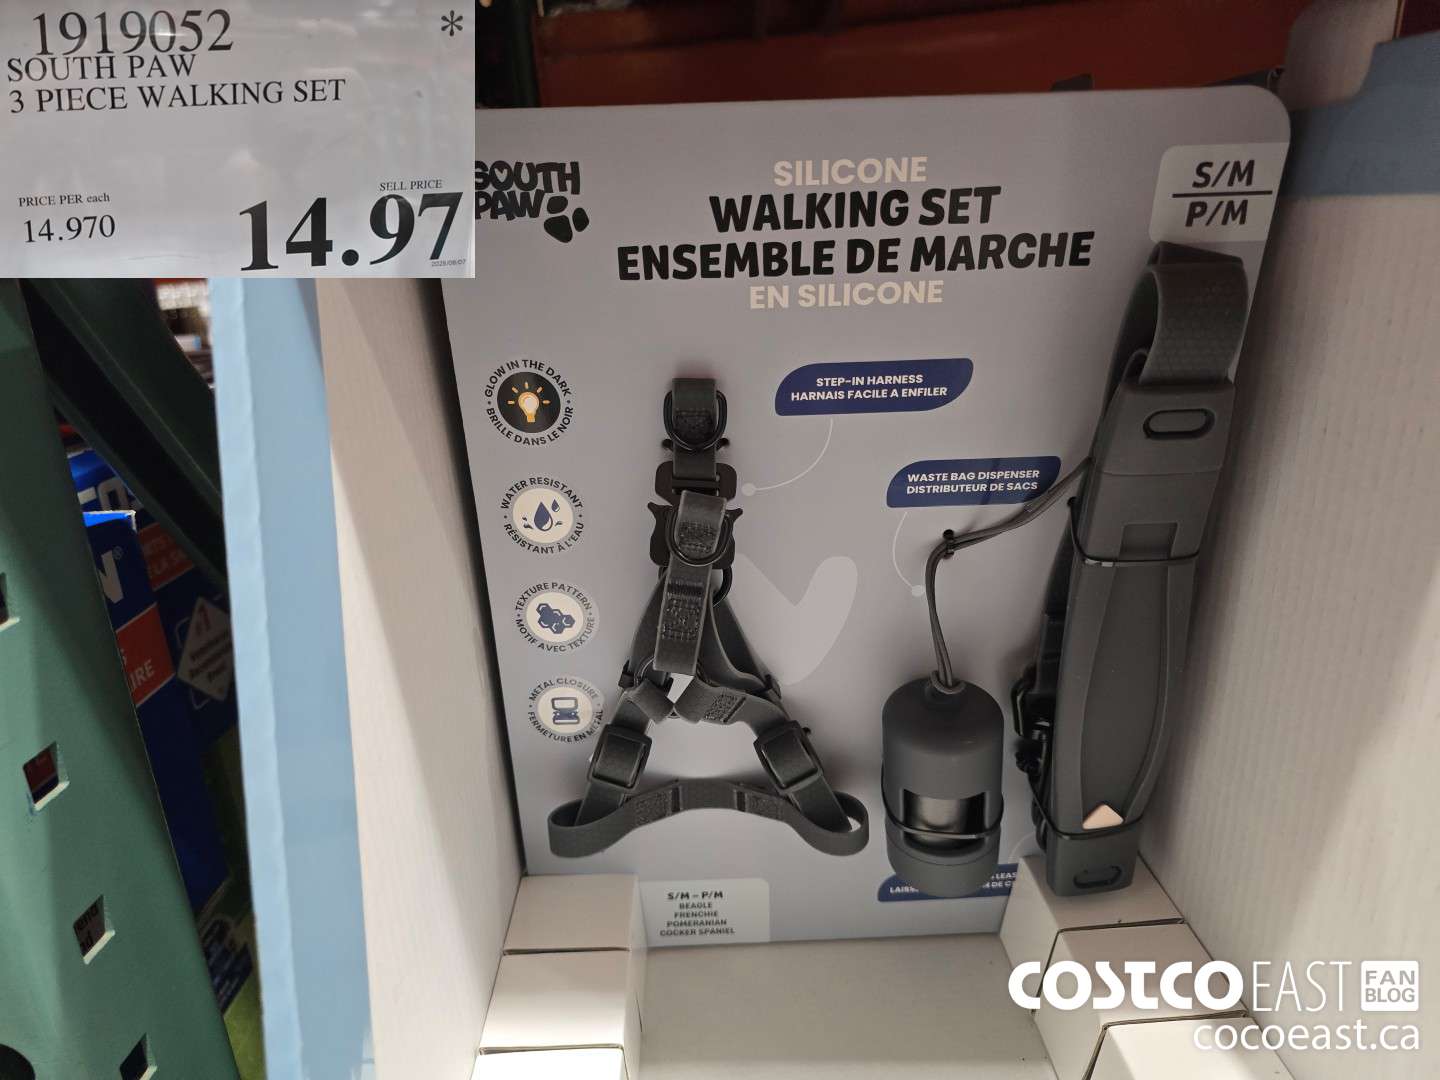 1919052
*
SOUTH PAW
3 PIECE WALKING SET
PRICE PER each
14.970
SELL PRICE
14.97
SOUTH
PAW
SILICONE
WALKING SET
ENSEMBLE DE MARCHE
EN SILICONE
S/M
P/M
GLOW IN THE DARK
BRILLE DANS LE NOIR
WATER RESISTANT
RÉSISTANT À L'EAU
TEXTURE PATTERN
MOTIF AVEC TEXTURE
METAL CLOSURE
FERMETURE EN MÉTAL
STEP-IN HARNESS
HARNAIS FACILE A ENFILER
WASTE BAG DISPENSER
DISTRIBUTEUR DE SACS
S/M – P/M
BEAGLE
FRENCHIE
POMERANIAN
COCKER SPANIEL
COSTCO EAST FAN BLOG
cocoeast.ca